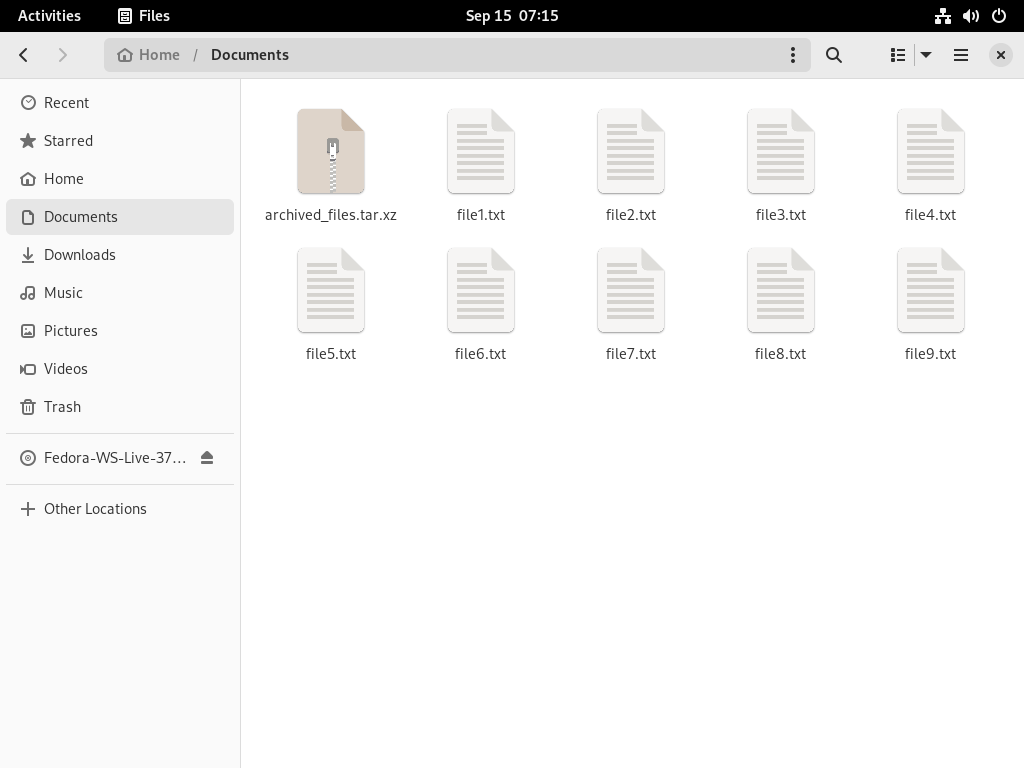 Activities Files Sep 15 07:15
Home / Documents
Recent
Starred
Home
Documents
Downloads
Music
Pictures
Videos
Trash
Fedora-WS-Live-37...
Other Locations
archived_files.tar.xz file1.txt file2.txt file3.txt file4.txt
file5.txt file6.txt file7.txt file8.txt file9.txt